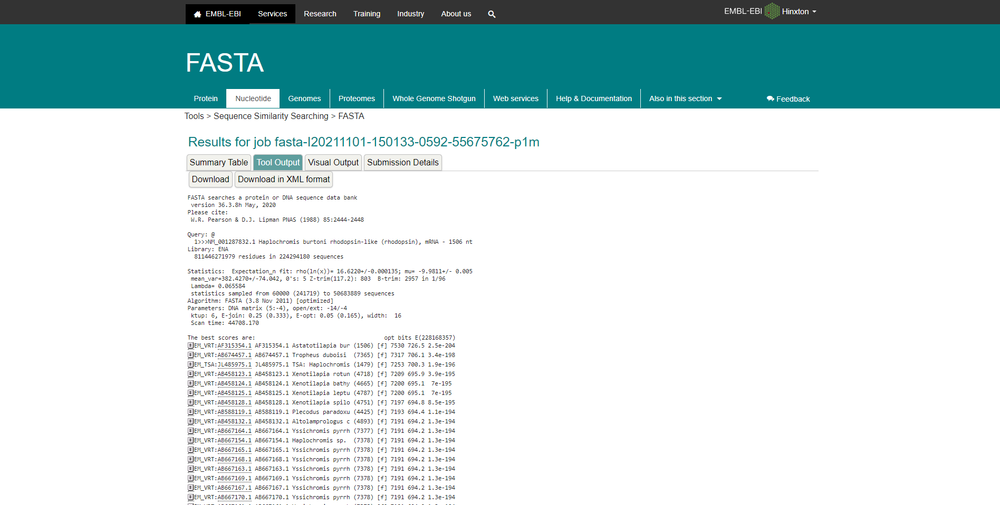 EMBL-EBI Services Research Training Industry About us EMBL-EBI Hinxton
FASTA
Protein Nucleotide Genomes Proteomes Whole Genome Shotgun Web services Help & Documentation Also in this section Feedback
Tools > Sequence Similarity Searching > FASTA
Results for job fasta-I20211101-150133-0592-55675762-p1m
Summary Table Tool Output Visual Output Submission Details
Download Download in XML format
FASTA searches a protein or DNA sequence data bank
version 36.3.8h May, 2020
Please cite:
W.R. Pearson & D.J. Lipman PNAS (1988) 85:2444-2448
Query: @
1>>>NM_001287832.1 Haplochromis burtoni rhodopsin-like (rhodopsin), mRNA - 1506 nt
Library: ENA
811446271979 residues in 224294180 sequences
Statistics: Expectation_n fit: rho(ln(x))= 16.6220+/-0.000135; mu= -9.9811+/- 0.005
mean_var=382.4270+/-74.042, 0's: 5 Z-trim(117.2): 803 B-trim: 2957 in 1/96
Lambda= 0.065584
statistics sampled from 60000 (241719) to 50683889 sequences
Algorithm: FASTA (3.8 Nov 2011) [optimized]
Parameters: DNA matrix (5:-4), open/ext: -14/-4
ktup: 6, E-join: 0.25 (0.333), E-opt: 0.05 (0.165), width: 16
Scan time: 44708.170
The best scores are: opt bits E(228168357)
EM_VRT:AF315354.1 AF315354.1 Astatotilapia bur (1506) [f] 7530 726.5 2.5e-204
EM_VRT:AB674457.1 AB674457.1 Tropheus duboisi (7365) [f] 7317 706.1 3.4e-198
EM_TSA:JL485975.1 JL485975.1 TSA: Haplochromis (1479) [f] 7253 700.3 1.9e-196
EM_VRT:AB458123.1 AB458123.1 Xenotilapia rotun (4718) [f] 7209 695.9 3.9e-195
EM_VRT:AB458124.1 AB458124.1 Xenotilapia bathy (4665) [f] 7200 695.1 7e-195
EM_VRT:AB458125.1 AB458125.1 Xenotilapia leptu (4787) [f] 7200 695.1 7e-195
EM_VRT:AB458128.1 AB458128.1 Xenotilapia spilo (4751) [f] 7197 694.8 8.5e-195
EM_VRT:AB588119.1 AB588119.1 Plecodus paradoxu (4425) [f] 7193 694.4 1.1e-194
EM_VRT:AB458132.1 AB458132.1 Altolamprologus c (4893) [f] 7191 694.2 1.3e-194
EM_VRT:AB667164.1 AB667164.1 Yssichromis pyrrh (7377) [f] 7191 694.2 1.3e-194
EM_VRT:AB667154.1 AB667154.1 Haplochromis sp. (7378) [f] 7191 694.2 1.3e-194
EM_VRT:AB667165.1 AB667165.1 Yssichromis pyrrh (7378) [f] 7191 694.2 1.3e-194
EM_VRT:AB667168.1 AB667168.1 Yssichromis pyrrh (7378) [f] 7191 694.2 1.3e-194
EM_VRT:AB667163.1 AB667163.1 Yssichromis pyrrh (7378) [f] 7191 694.2 1.3e-194
EM_VRT:AB667169.1 AB667169.1 Yssichromis pyrrh (7378) [f] 7191 694.2 1.3e-194
EM_VRT:AB667167.1 AB667167.1 Yssichromis pyrrh (7378) [f] 7191 694.2 1.3e-194
EM_VRT:AB667170.1 AB667170.1 Yssichromis pyrrh (7378) [f] 7191 694.2 1.3e-194